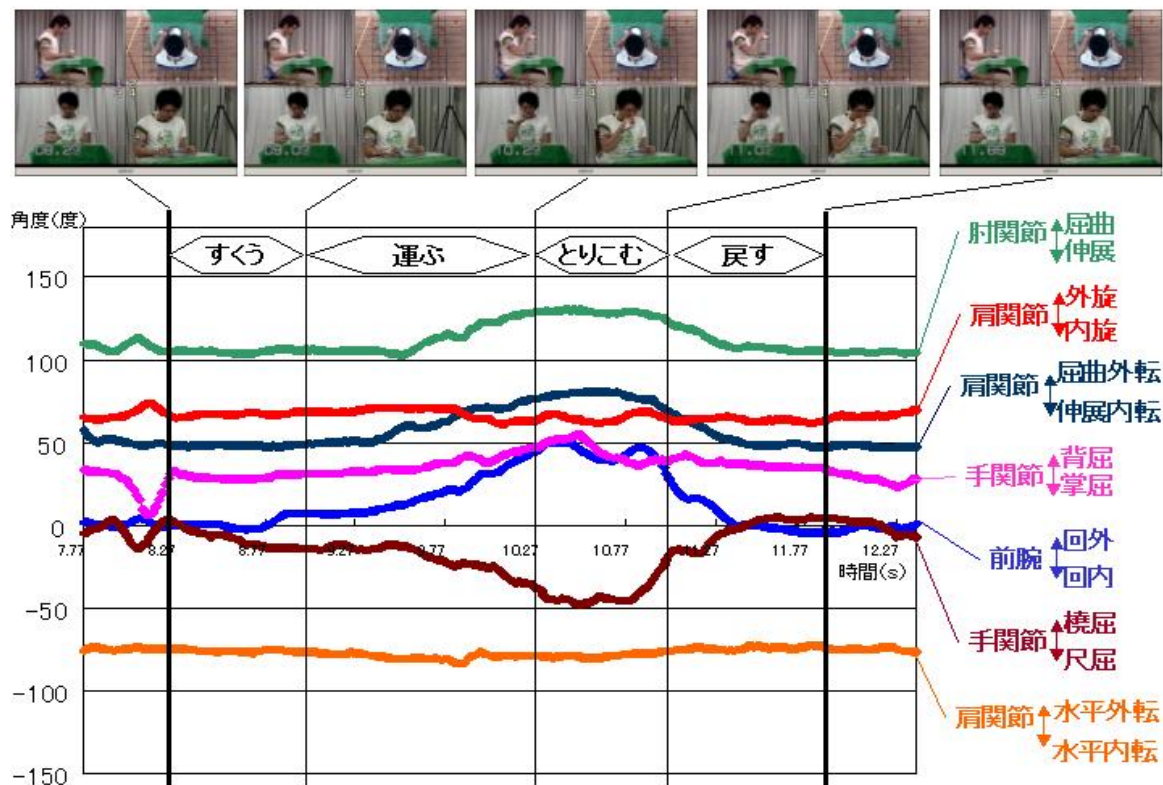 角度(度)
すくう
運ぶ
とりこむ
戻す
150
100
50
0
-50
-100
-150
7.77
8.27
8.77
9.27
9.77
10.27
10.77
11.27
11.77
12.27
時間(s)
肘関節
屈曲
伸展
肩関節
外旋
内旋
肩関節
屈曲外転
伸展内転
手関節
背屈
掌屈
前腕
回外
回内
手関節
橈屈
尺屈
肩関節
水平外転
水平内転